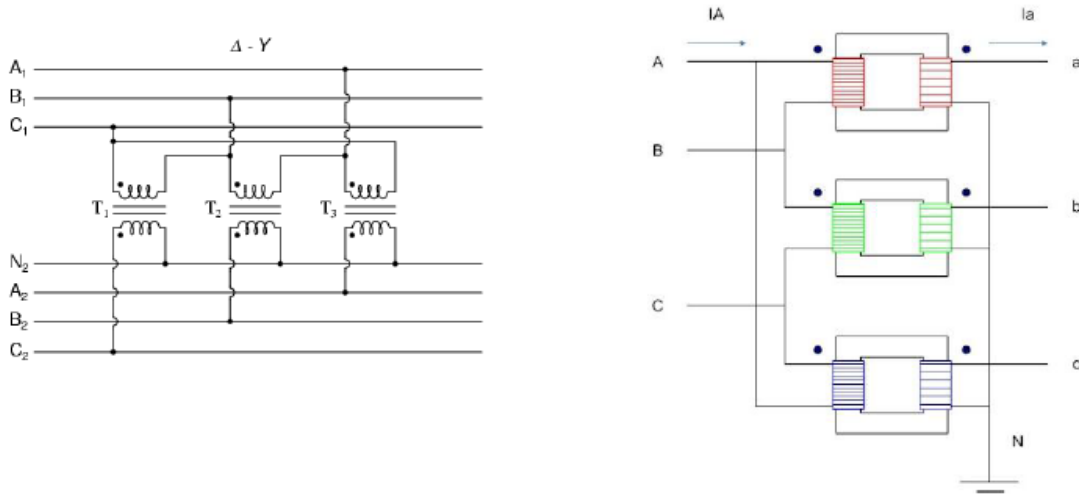 Δ - Y
A₁
B₁
C₁
T₁
T₂
T₃
N₂
A₂
B₂
C₂
IA
Ia
A
a
B
b
C
c
N